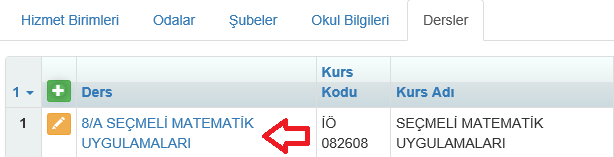 Hizmet Birimleri Odalar Şubeler Okul Bilgileri Dersler
1 Ders Kurs Kodu Kurs Adı
1 8/A SEÇMELİ MATEMATİK UYGULAMALARI İÖ 082608 SEÇMELİ MATEMATİK UYGULAMALARI